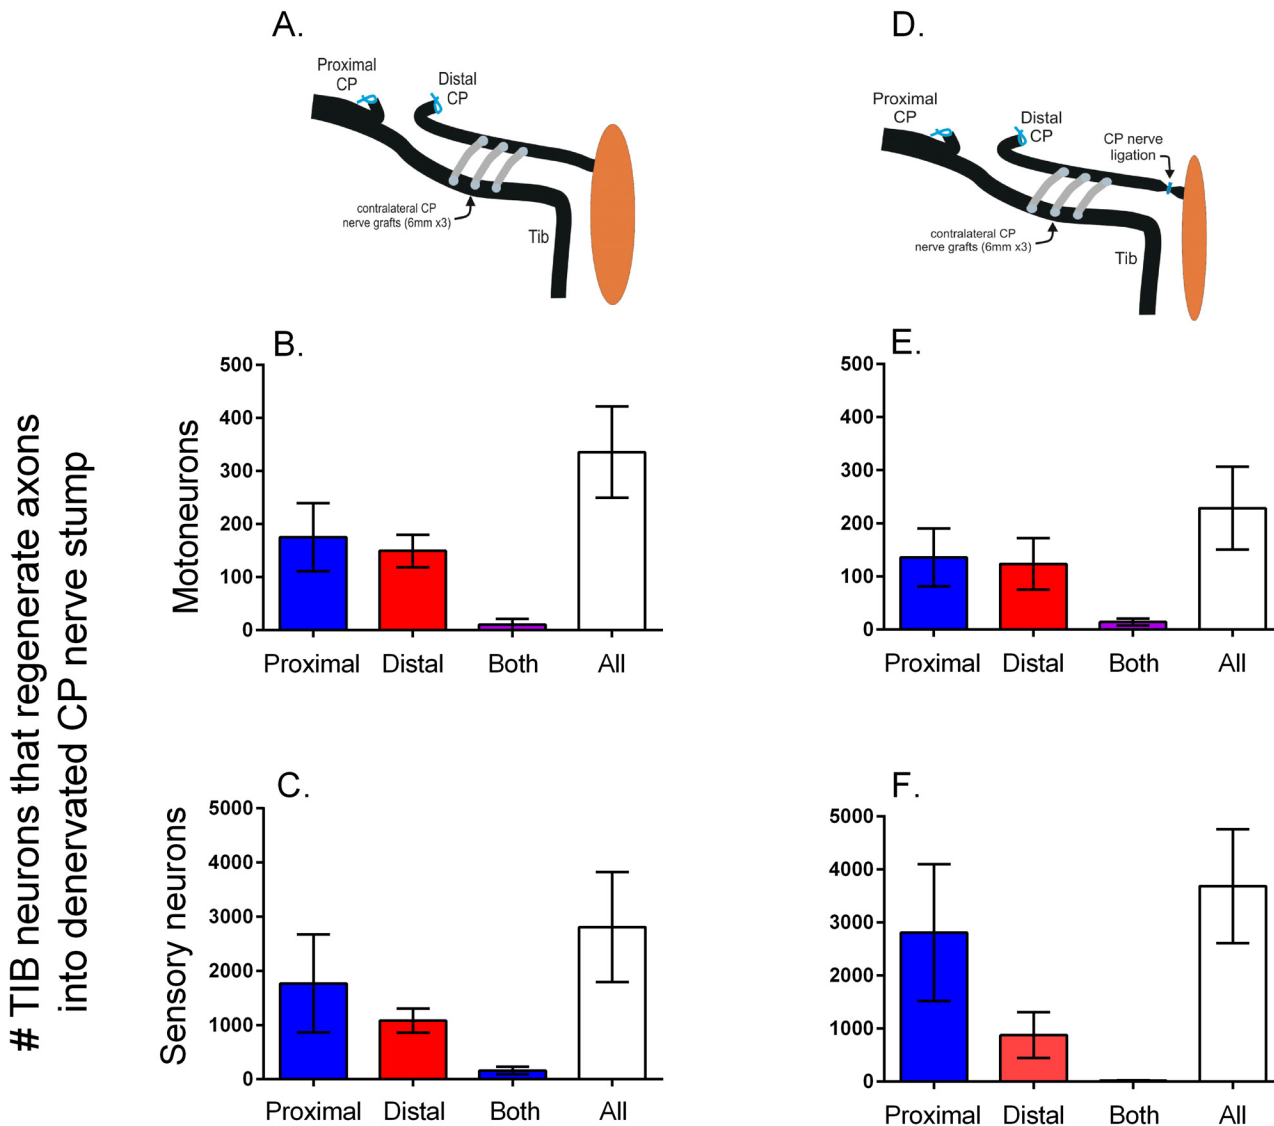 A.
Proximal
CP
Distal
CP
contralateral CP
nerve grafts (6mm x3)
Tib
D.
Proximal
CP
Distal
CP
CP nerve
ligation
contralateral CP
nerve grafts (6mm x3)
Tib
# TIB neurons that regenerate axons
into denervated CP nerve stump
B.
Motoneurons
500
400
300
200
100
0
Proximal Distal Both All
E.
500
400
300
200
100
0
Proximal Distal Both All
C.
Sensory neurons
5000
4000
3000
2000
1000
0
Proximal Distal Both All
F.
5000
4000
3000
2000
1000
0
Proximal Distal Both All